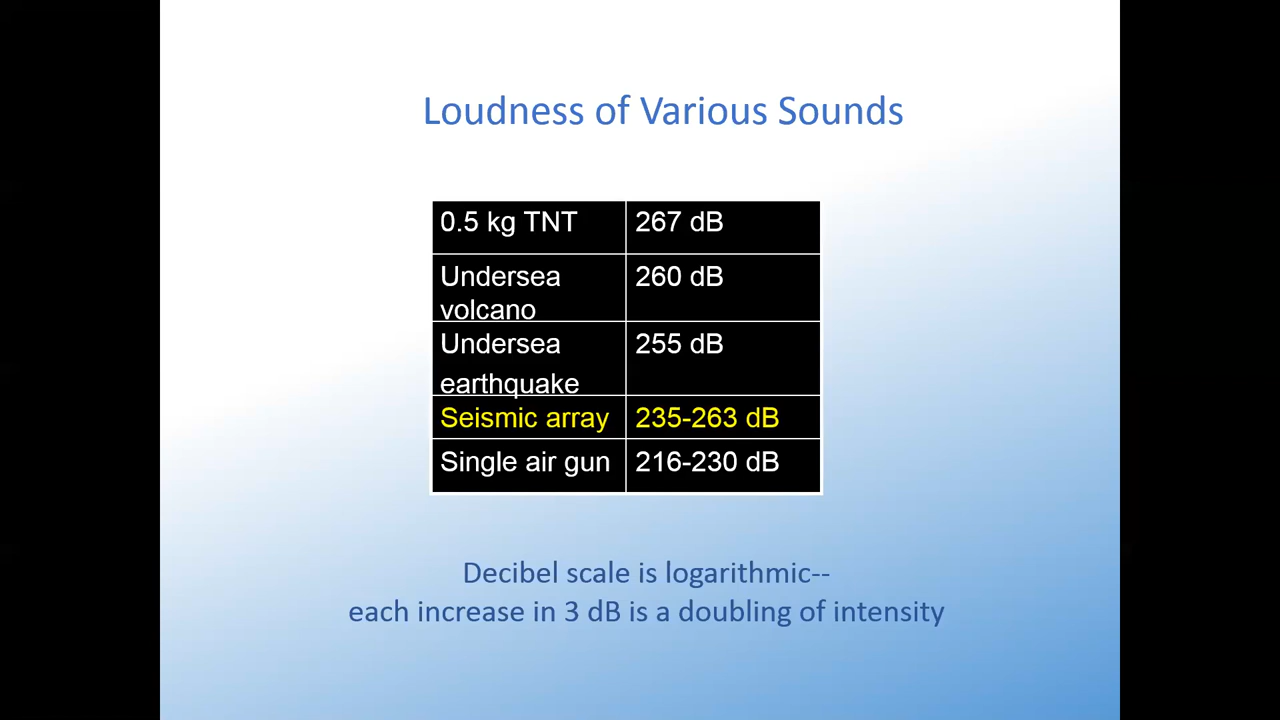 Loudness of Various Sounds
0.5 kg TNT 267 dB
Undersea 260 dB
volcano
Undersea 255 dB
earthquake
Seismic array 235-263 dB
Single air gun 216-230 dB
Decibel scale is logarithmic--
each increase in 3 dB is a doubling of intensity